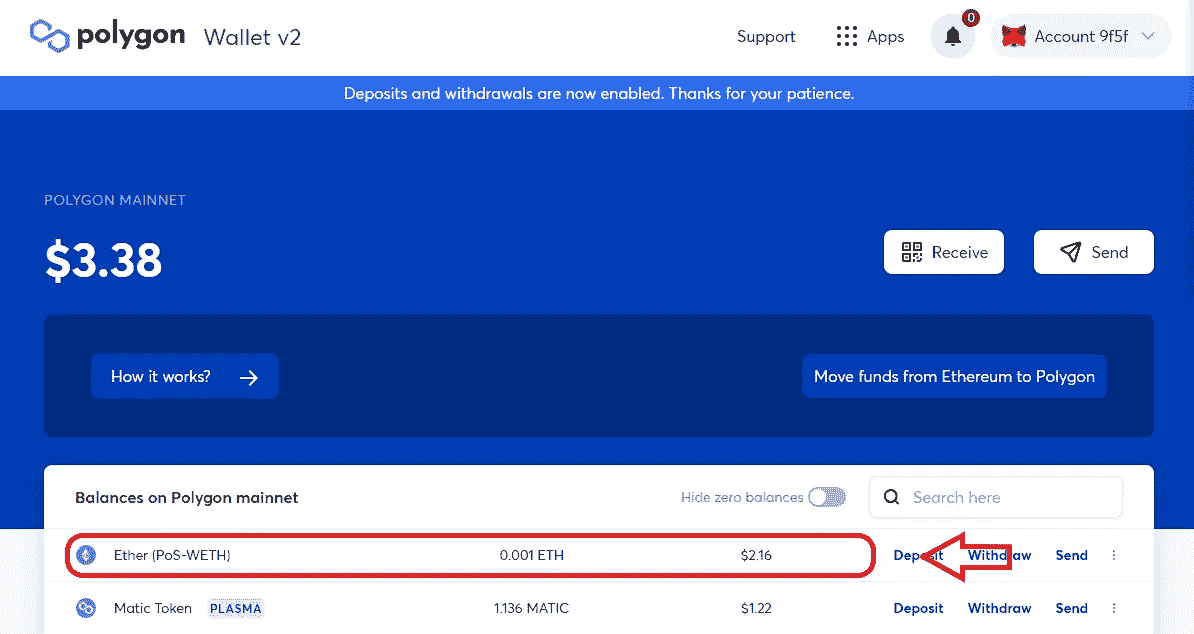 polygon Wallet v2 Support Apps 0 Account 9f5f
Deposits and withdrawals are now enabled. Thanks for your patience.
POLYGON MAINNET
$3.38 Receive Send
How it works? Move funds from Ethereum to Polygon
Balances on Polygon mainnet Hide zero balances Search here
Ether (PoS-WETH) 0.001 ETH $2.16 Deposit Withdraw Send
Matic Token PLASMA 1.136 MATIC $1.22 Deposit Withdraw Send